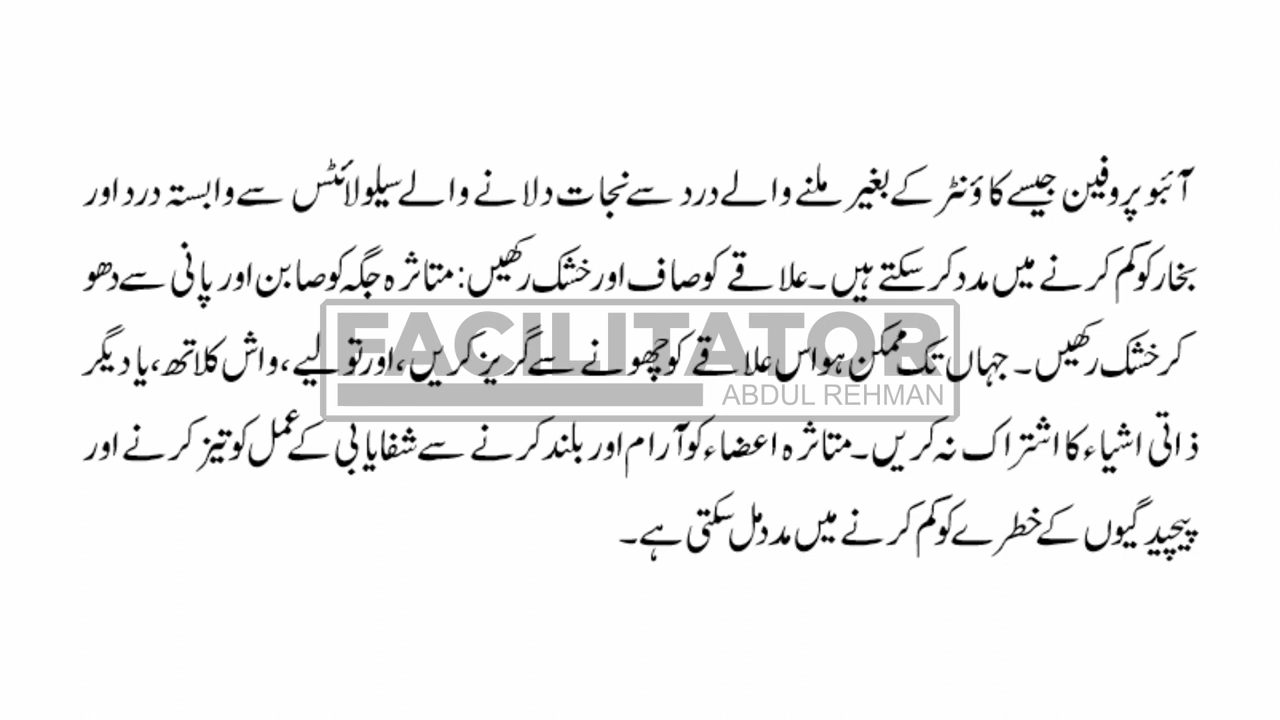 آئبوپروفین جیسے کاؤنٹر کے بغیر ملنے والے درد سے نجات دلانے والے سیلولائٹس سے وابستہ درد اور
بخار کو کم کرنے میں مدد کر سکتے ہیں۔ علاقے کو صاف اور خشک رکھیں: متاثرہ جگہ کو صابن اور پانی سے دھو
کر خشک رکھیں۔ جہاں تک ممکن ہو اس علاقے کو چھونے سے گریز کریں، اور تولیے، واش کلاتھ، یا دیگر
ذاتی اشیاء کا اشتراک نہ کریں۔ متاثرہ اعضاء کو آرام اور بلند کرنے سے شفایابی کے عمل کو تیز کرنے اور
پیچیدگیوں کے خطرے کو کم کرنے میں مدد مل سکتی ہے۔
FACILITATOR
ABDUL REHMAN